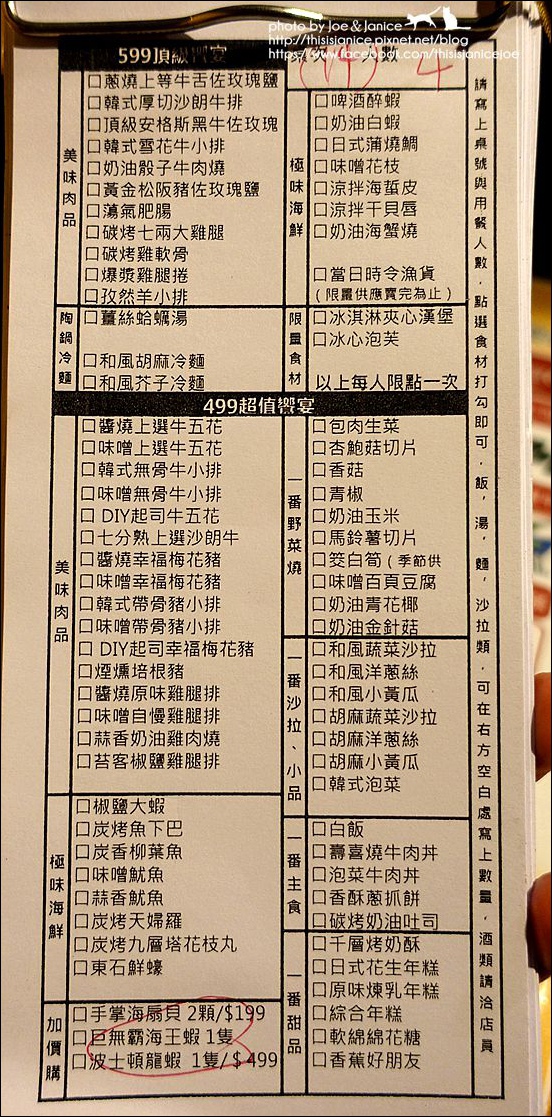 photo by Joe & Janice
http://thisisjanice.pixnet.net/blog
https://www.facebook.com/thisisjanicejoe
599頂級饗宴
美味肉品
□蔥燒上等牛舌佐玫瑰鹽
□韓式厚切沙朗牛排
□頂級安格斯黑牛佐玫瑰
□韓式雪花牛小排
□奶油骰子牛肉燒
□黃金松阪豬佐玫瑰鹽
□蕩氣肥腸
□碳烤七兩大雞腿
□碳烤雞軟骨
□爆漿雞腿捲
□孜然羊小排
陶鍋冷麵
□薑絲蛤蠣湯
□和風胡麻冷麵
□和風芥子冷麵
極味海鮮
□啤酒醉蝦
□奶油白蝦
□日式蒲燒鯛
□味噌花枝
□涼拌海蜇皮
□涼拌干貝唇
□奶油海蟹燒
□當日時令漁貨
(限量供應賣完為止)
限量食材
□冰淇淋夾心漢堡
□冰心泡芙
以上每人限點一次
499超值饗宴
美味肉品
□醬燒上選牛五花
□味噌上選牛五花
□韓式無骨牛小排
□味噌無骨牛小排
□DIY起司牛五花
□七分熟上選沙朗牛
□醬燒幸福梅花豬
□味噌幸福梅花豬
□韓式帶骨豬小排
□味噌帶骨豬小排
□DIY起司幸福梅花豬
□煙燻培根豬
□醬燒原味雞腿排
□味噌自慢雞腿排
□蒜香奶油雞肉燒
□苔客椒鹽雞腿排
極味海鮮
□椒鹽大蝦
□炭烤魚下巴
□炭香柳葉魚
□味噌魷魚
□蒜香魷魚
□炭烤天婦羅
□炭烤九層塔花枝丸
□東石鮮蠔
加價購
□手掌海扇貝 2顆/$199
□巨無霸海王蝦 1隻
□波士頓龍蝦 1隻/$499
一番野菜燒
□包肉生菜
□杏鮑菇切片
□香菇
□青椒
□奶油玉米
□馬鈴薯切片
□筊白筍(季節供
□味噌百頁豆腐
□奶油青花椰
□奶油金針菇
一番沙拉、小品
□和風蔬菜沙拉
□和風洋蔥絲
□和風小黃瓜
□胡麻蔬菜沙拉
□胡麻洋蔥絲
□胡麻小黃瓜
□韓式泡菜
一番主食
□白飯
□壽喜燒牛肉丼
□泡菜牛肉丼
□香酥蔥抓餅
□碳烤奶油吐司
一番甜品
□千層烤奶酥
□日式花生年糕
□原味煉乳年糕
□綜合年糕
□軟綿綿花糖
□香蕉好朋友
請寫上桌號與用餐人數，點選食材打勾即可，飯，湯，麵，沙拉類，可在右方空白處寫上數量，酒類請洽店員